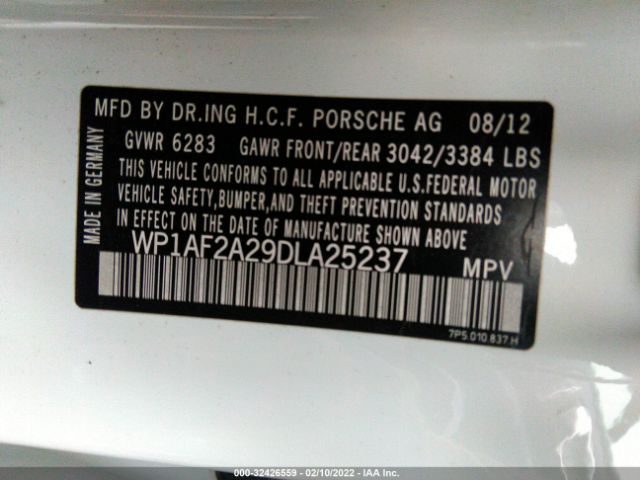 MFD BY DR.ING H.C.F. PORSCHE AG 08/12
GVWR 6283 GAWR FRONT/REAR 3042/3384 LBS
THIS VEHICLE CONFORMS TO ALL APPLICABLE U.S.FEDERAL MOTOR
VEHICLE SAFETY,BUMPER,AND THEFT PREVENTION STANDARDS
IN EFFECT ON THE DATE OF MANUFACTURE SHOWN ABOVE
WP1AF2A29DLA25237 MPV
7P5.010.837.H
MADE IN GERMANY
000-32426559 - 02/10/2022 - IAA Inc.